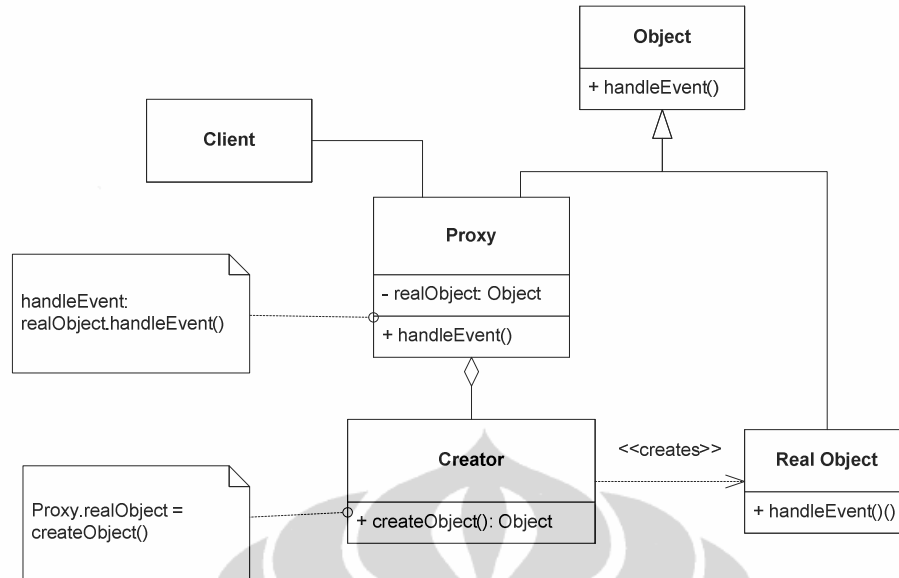 Object
+ handleEvent()
Client
Proxy
- realObject: Object
+ handleEvent()
handleEvent:
realObject.handleEvent()
Creator
+ createObject(): Object
<<creates>>
Real Object
+ handleEvent()()
Proxy.realObject =
createObject()